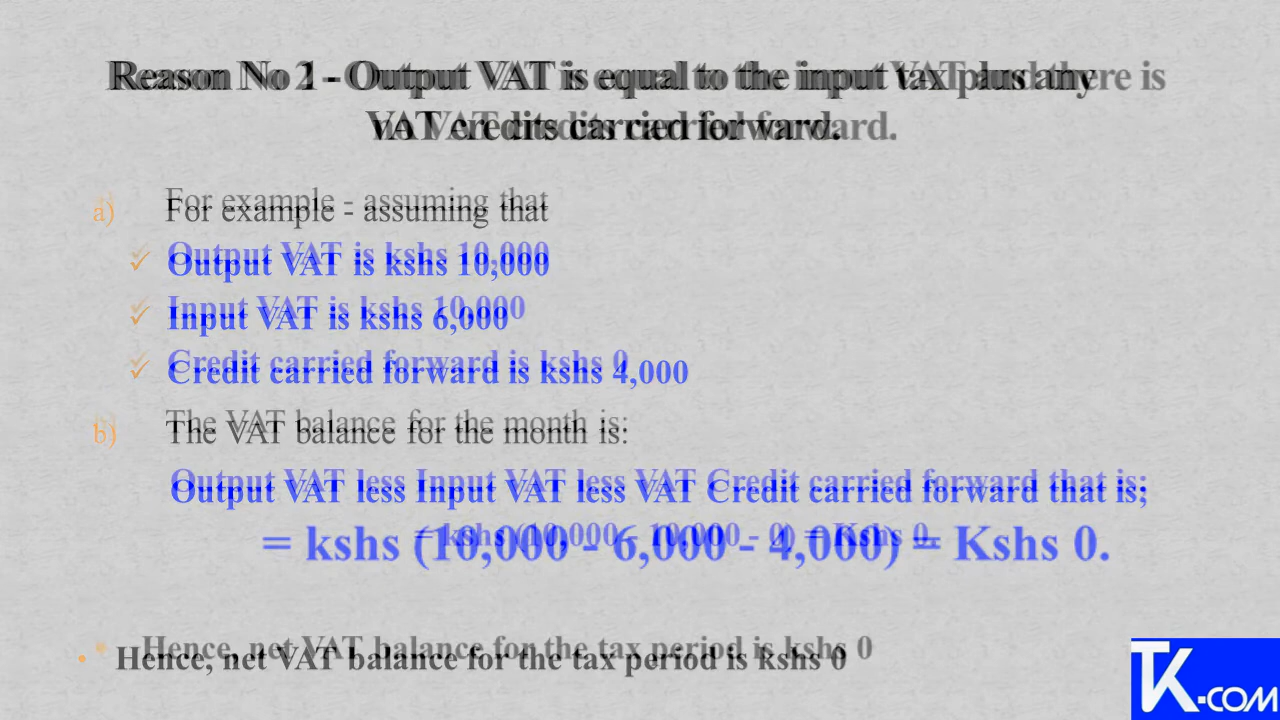 Reason No 2 - Output VAT is equal to the input tax plus any
VAT credits carried forward.
a) For example - assuming that
✓ Output VAT is kshs 10,000
✓ Input VAT is kshs 6,000
✓ Credit carried forward is kshs 4,000
b) The VAT balance for the month is:
Output VAT less Input VAT less VAT Credit carried forward that is;
= kshs (10,000 - 6,000 - 4,000) = Kshs 0.
• Hence, net VAT balance for the tax period is kshs 0
TK.COM